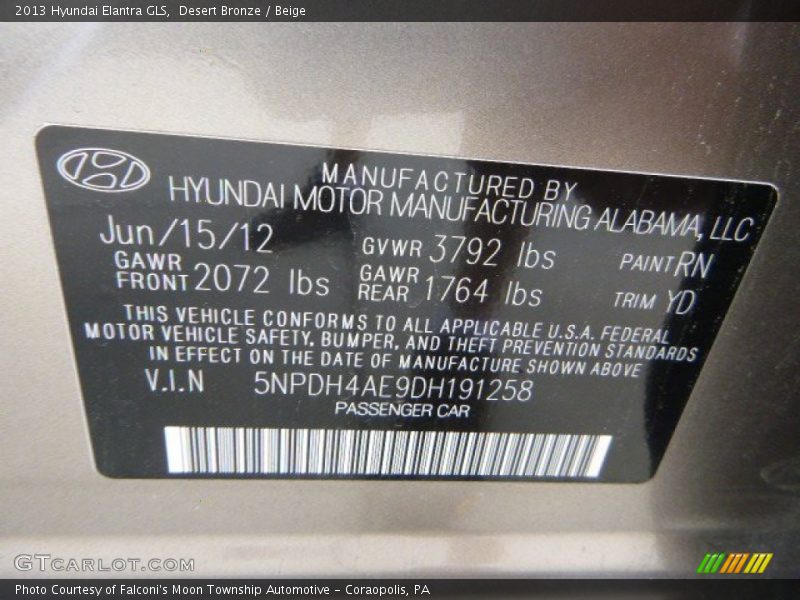 2013 Hyundai Elantra GLS, Desert Bronze / Beige
MANUFACTURED BY
HYUNDAI MOTOR MANUFACTURING ALABAMA, LLC
Jun/15/12 GVWR 3792 lbs PAINT RN
GAWR FRONT 2072 lbs GAWR REAR 1764 lbs TRIM YD
THIS VEHICLE CONFORMS TO ALL APPLICABLE U.S.A. FEDERAL
MOTOR VEHICLE SAFETY, BUMPER, AND THEFT PREVENTION STANDARDS
IN EFFECT ON THE DATE OF MANUFACTURE SHOWN ABOVE
V.I.N 5NPDH4AE9DH191258
PASSENGER CAR
GTCARLOT.COM
Photo Courtesy of Falconi's Moon Township Automotive – Coraopolis, PA